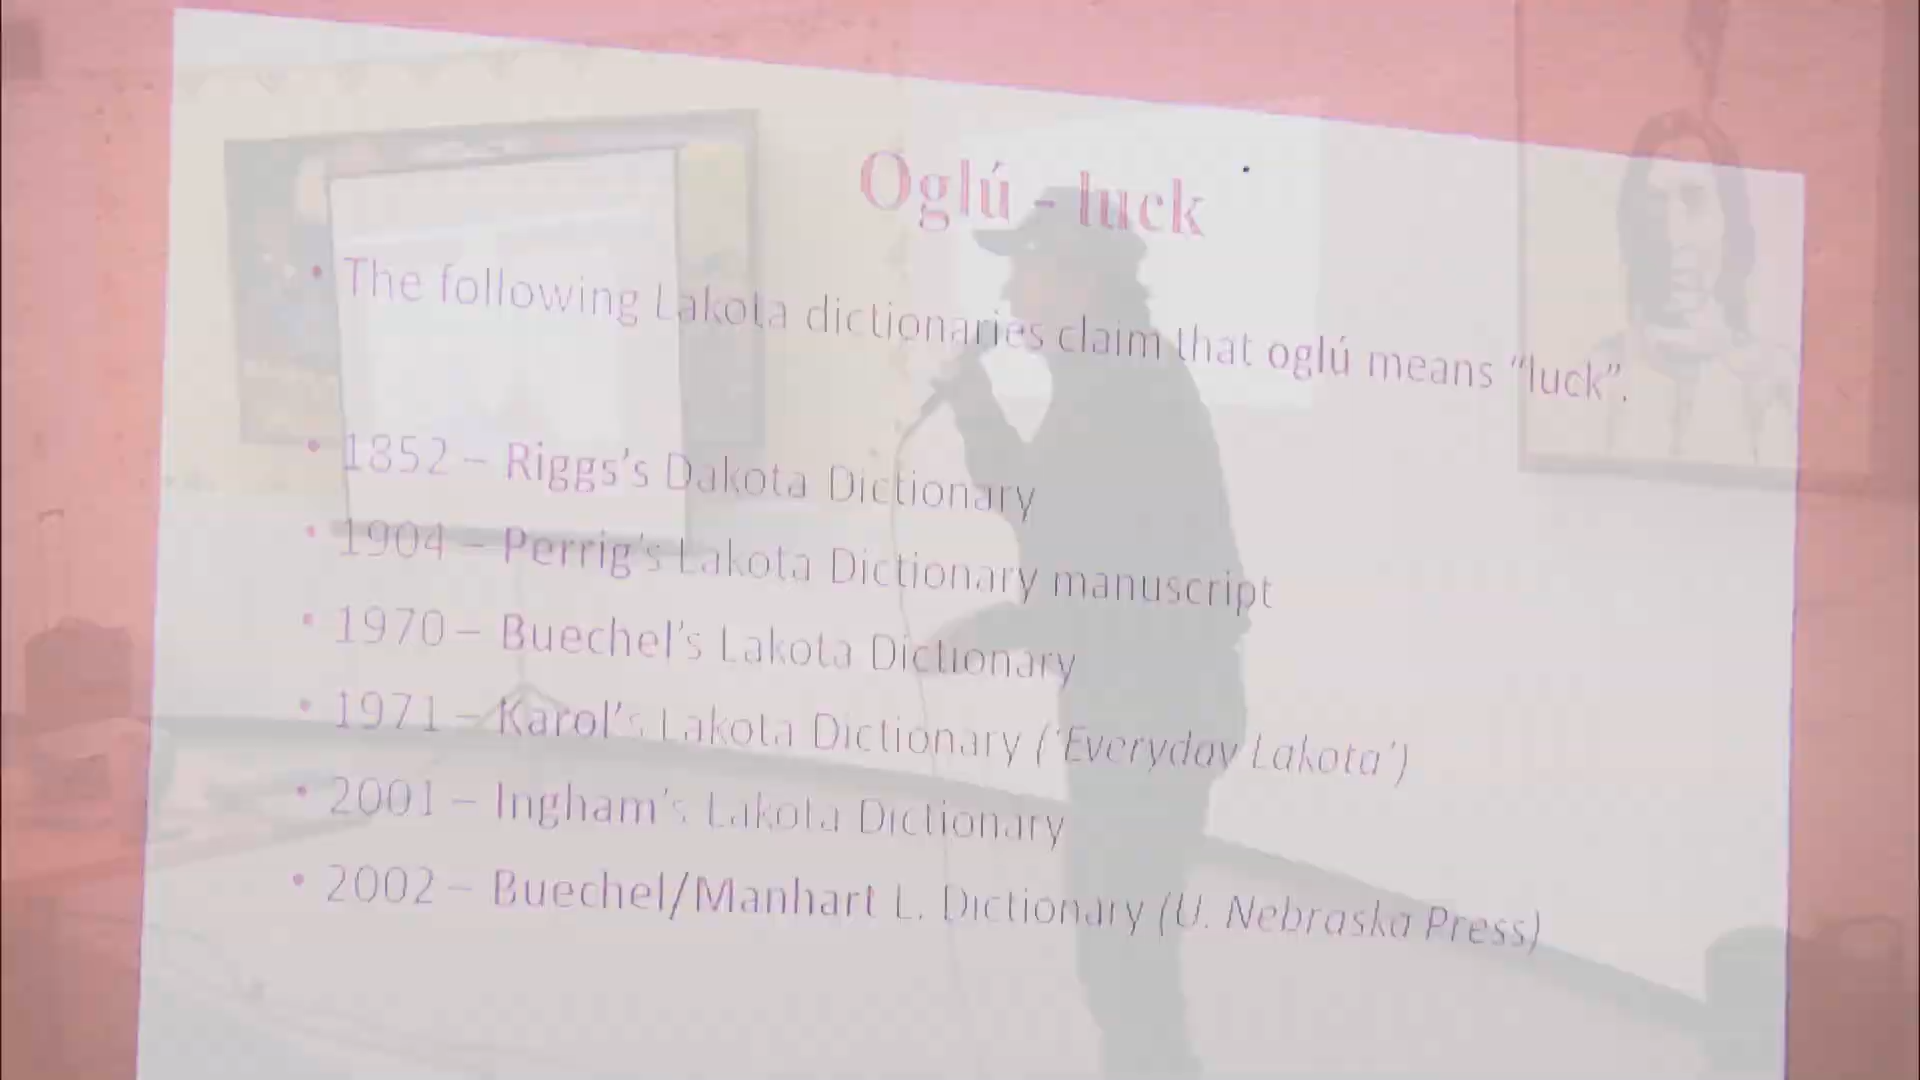 Oglú - luck
• The following Lakota dictionaries claim that oglú means “luck”.
• 1852 – Riggs’s Dakota Dictionary
• 1904 – Perrig’s Lakota Dictionary manuscript
• 1970 – Buechel’s Lakota Dictionary
• 1971 – Karol’s Lakota Dictionary (‘Everyday Lakota’)
• 2001 – Ingham’s Lakota Dictionary
• 2002 – Buechel/Manhart L. Dictionary (U. Nebraska Press)